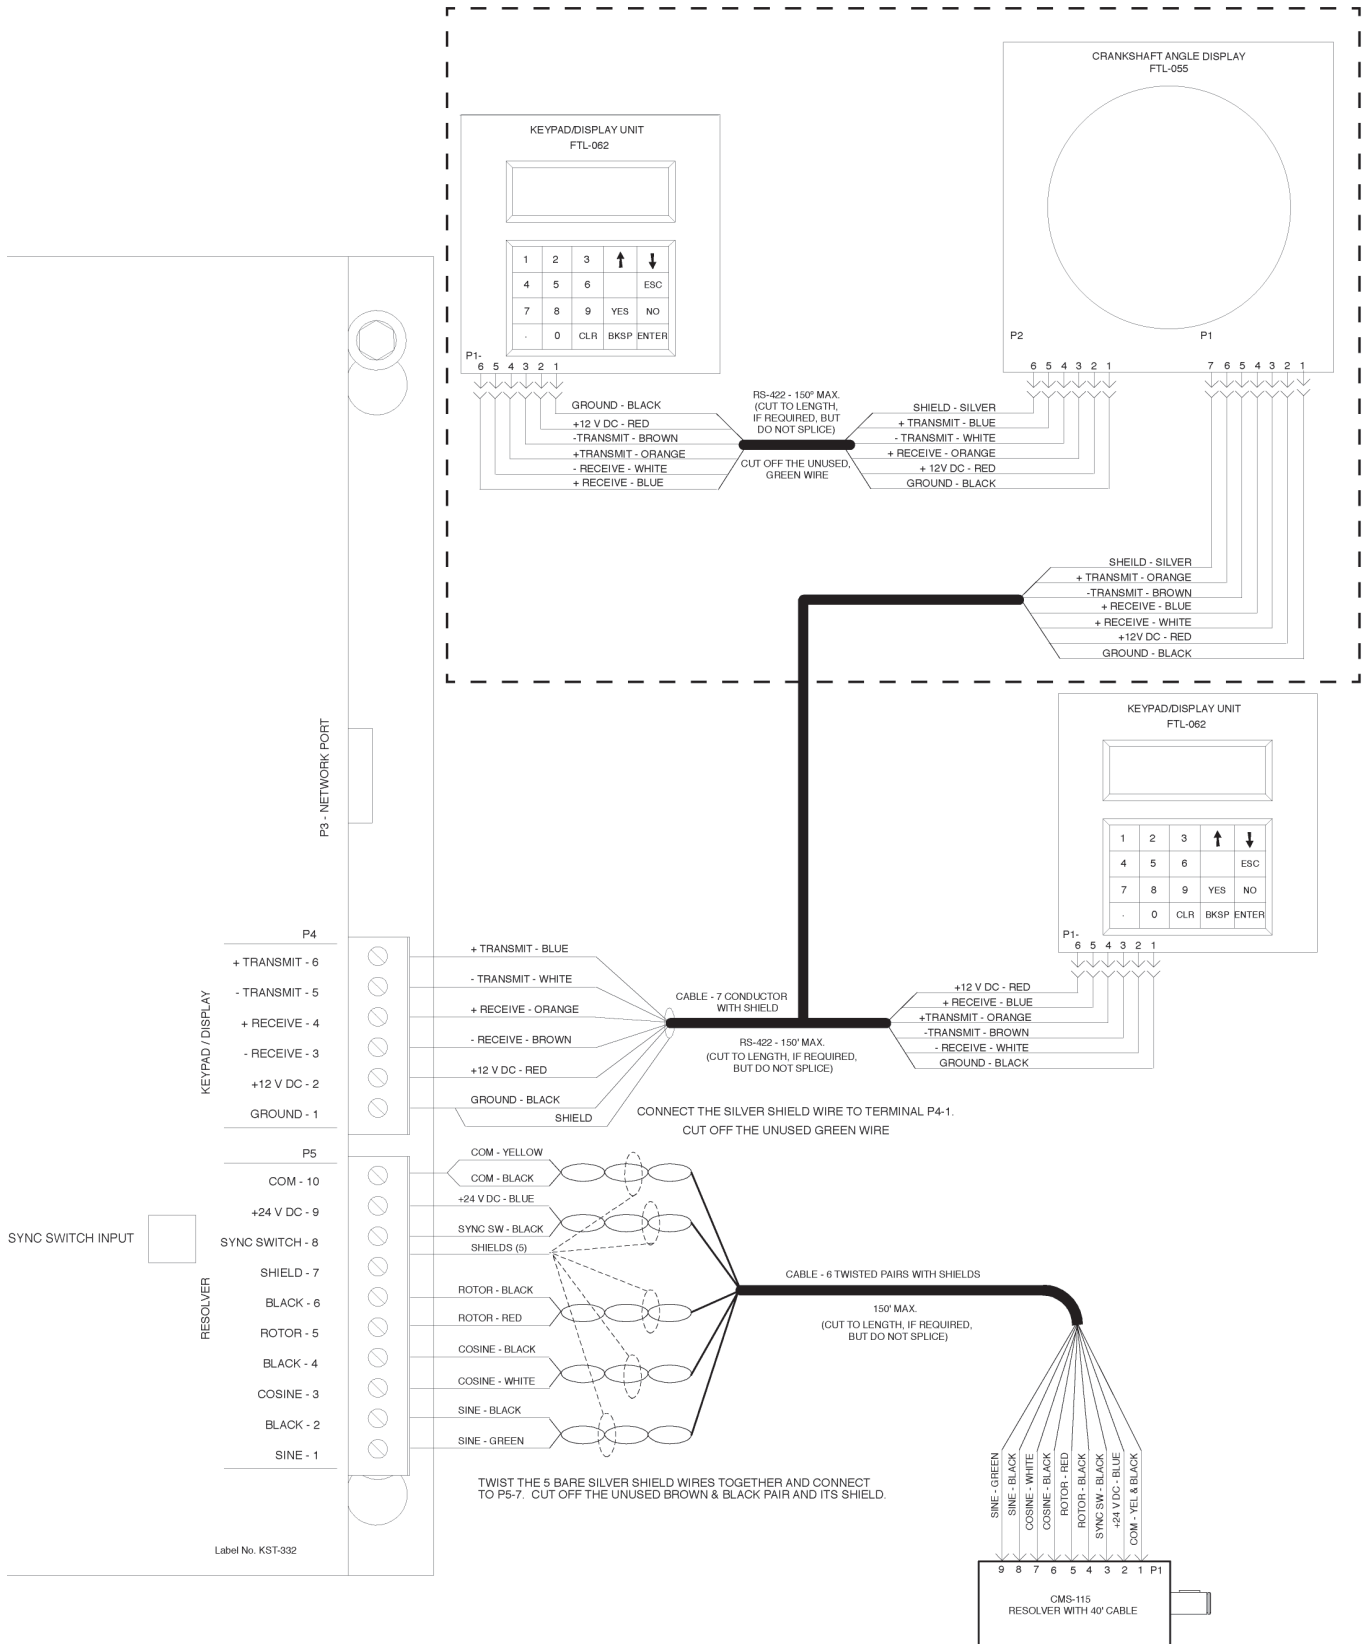 CRANKSHAFT ANGLE DISPLAY
FTL-055
KEYPAD/DISPLAY UNIT
FTL-062
1 2 3
4 5 6 ESC
7 8 9 YES NO
. 0 CLR BKSP ENTER
P1-
6 5 4 3 2 1
P2
P1
6 5 4 3 2 1
7 6 5 4 3 2 1
GROUND - BLACK
+12 V DC - RED
-TRANSMIT - BROWN
+TRANSMIT - ORANGE
- RECEIVE - WHITE
+ RECEIVE - BLUE
RS-422 - 150º MAX.
(CUT TO LENGTH,
IF REQUIRED, BUT
DO NOT SPLICE)
CUT OFF THE UNUSED,
GREEN WIRE
SHIELD - SILVER
+ TRANSMIT - BLUE
- TRANSMIT - WHITE
+ RECEIVE - ORANGE
+ 12V DC - RED
GROUND - BLACK
SHEILD - SILVER
+ TRANSMIT - ORANGE
-TRANSMIT - BROWN
+ RECEIVE - BLUE
+ RECEIVE - WHITE
+12V DC - RED
GROUND - BLACK
KEYPAD/DISPLAY UNIT
FTL-062
1 2 3
4 5 6 ESC
7 8 9 YES NO
. 0 CLR BKSP ENTER
P1-
6 5 4 3 2 1
+12 V DC - RED
+ RECEIVE - BLUE
+TRANSMIT - ORANGE
-TRANSMIT - BROWN
- RECEIVE - WHITE
GROUND - BLACK
P3 - NETWORK PORT
P4
KEYPAD / DISPLAY
+ TRANSMIT - 6
- TRANSMIT - 5
+ RECEIVE - 4
- RECEIVE - 3
+12 V DC - 2
GROUND - 1
+ TRANSMIT - BLUE
- TRANSMIT - WHITE
+ RECEIVE - ORANGE
- RECEIVE - BROWN
+12 V DC - RED
GROUND - BLACK
SHIELD
CABLE - 7 CONDUCTOR
WITH SHIELD
RS-422 - 150' MAX.
(CUT TO LENGTH, IF REQUIRED,
BUT DO NOT SPLICE)
CONNECT THE SILVER SHIELD WIRE TO TERMINAL P4-1.
CUT OFF THE UNUSED GREEN WIRE
P5
SYNC SWITCH INPUT
RESOLVER
COM - 10
+24 V DC - 9
SYNC SWITCH - 8
SHIELD - 7
BLACK - 6
ROTOR - 5
BLACK - 4
COSINE - 3
BLACK - 2
SINE - 1
COM - YELLOW
COM - BLACK
+24 V DC - BLUE
SYNC SW - BLACK
SHIELDS (5)
ROTOR - BLACK
ROTOR - RED
COSINE - BLACK
COSINE - WHITE
SINE - BLACK
SINE - GREEN
CABLE - 6 TWISTED PAIRS WITH SHIELDS
150' MAX.
(CUT TO LENGTH, IF REQUIRED,
BUT DO NOT SPLICE)
TWIST THE 5 BARE SILVER SHIELD WIRES TOGETHER AND CONNECT
TO P5-7. CUT OFF THE UNUSED BROWN & BLACK PAIR AND ITS SHIELD.
SINE - GREEN
SINE - BLACK
COSINE - WHITE
COSINE - BLACK
ROTOR - RED
ROTOR - BLACK
SYNC SW - BLACK
+24 V DC - BLUE
COM - YEL & BLACK
9 8 7 6 5 4 3 2 1 P1
CMS-115
RESOLVER WITH 40' CABLE
Label No. KST-332